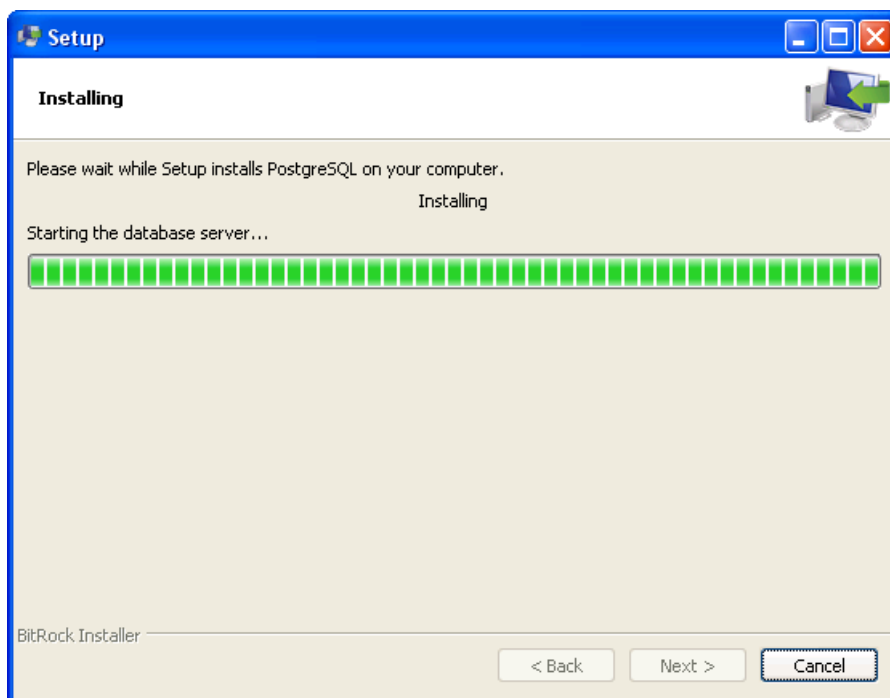 Setup
Installing
Please wait while Setup installs PostgreSQL on your computer.
Installing
Starting the database server...
BitRock Installer
< Back
Next >
Cancel